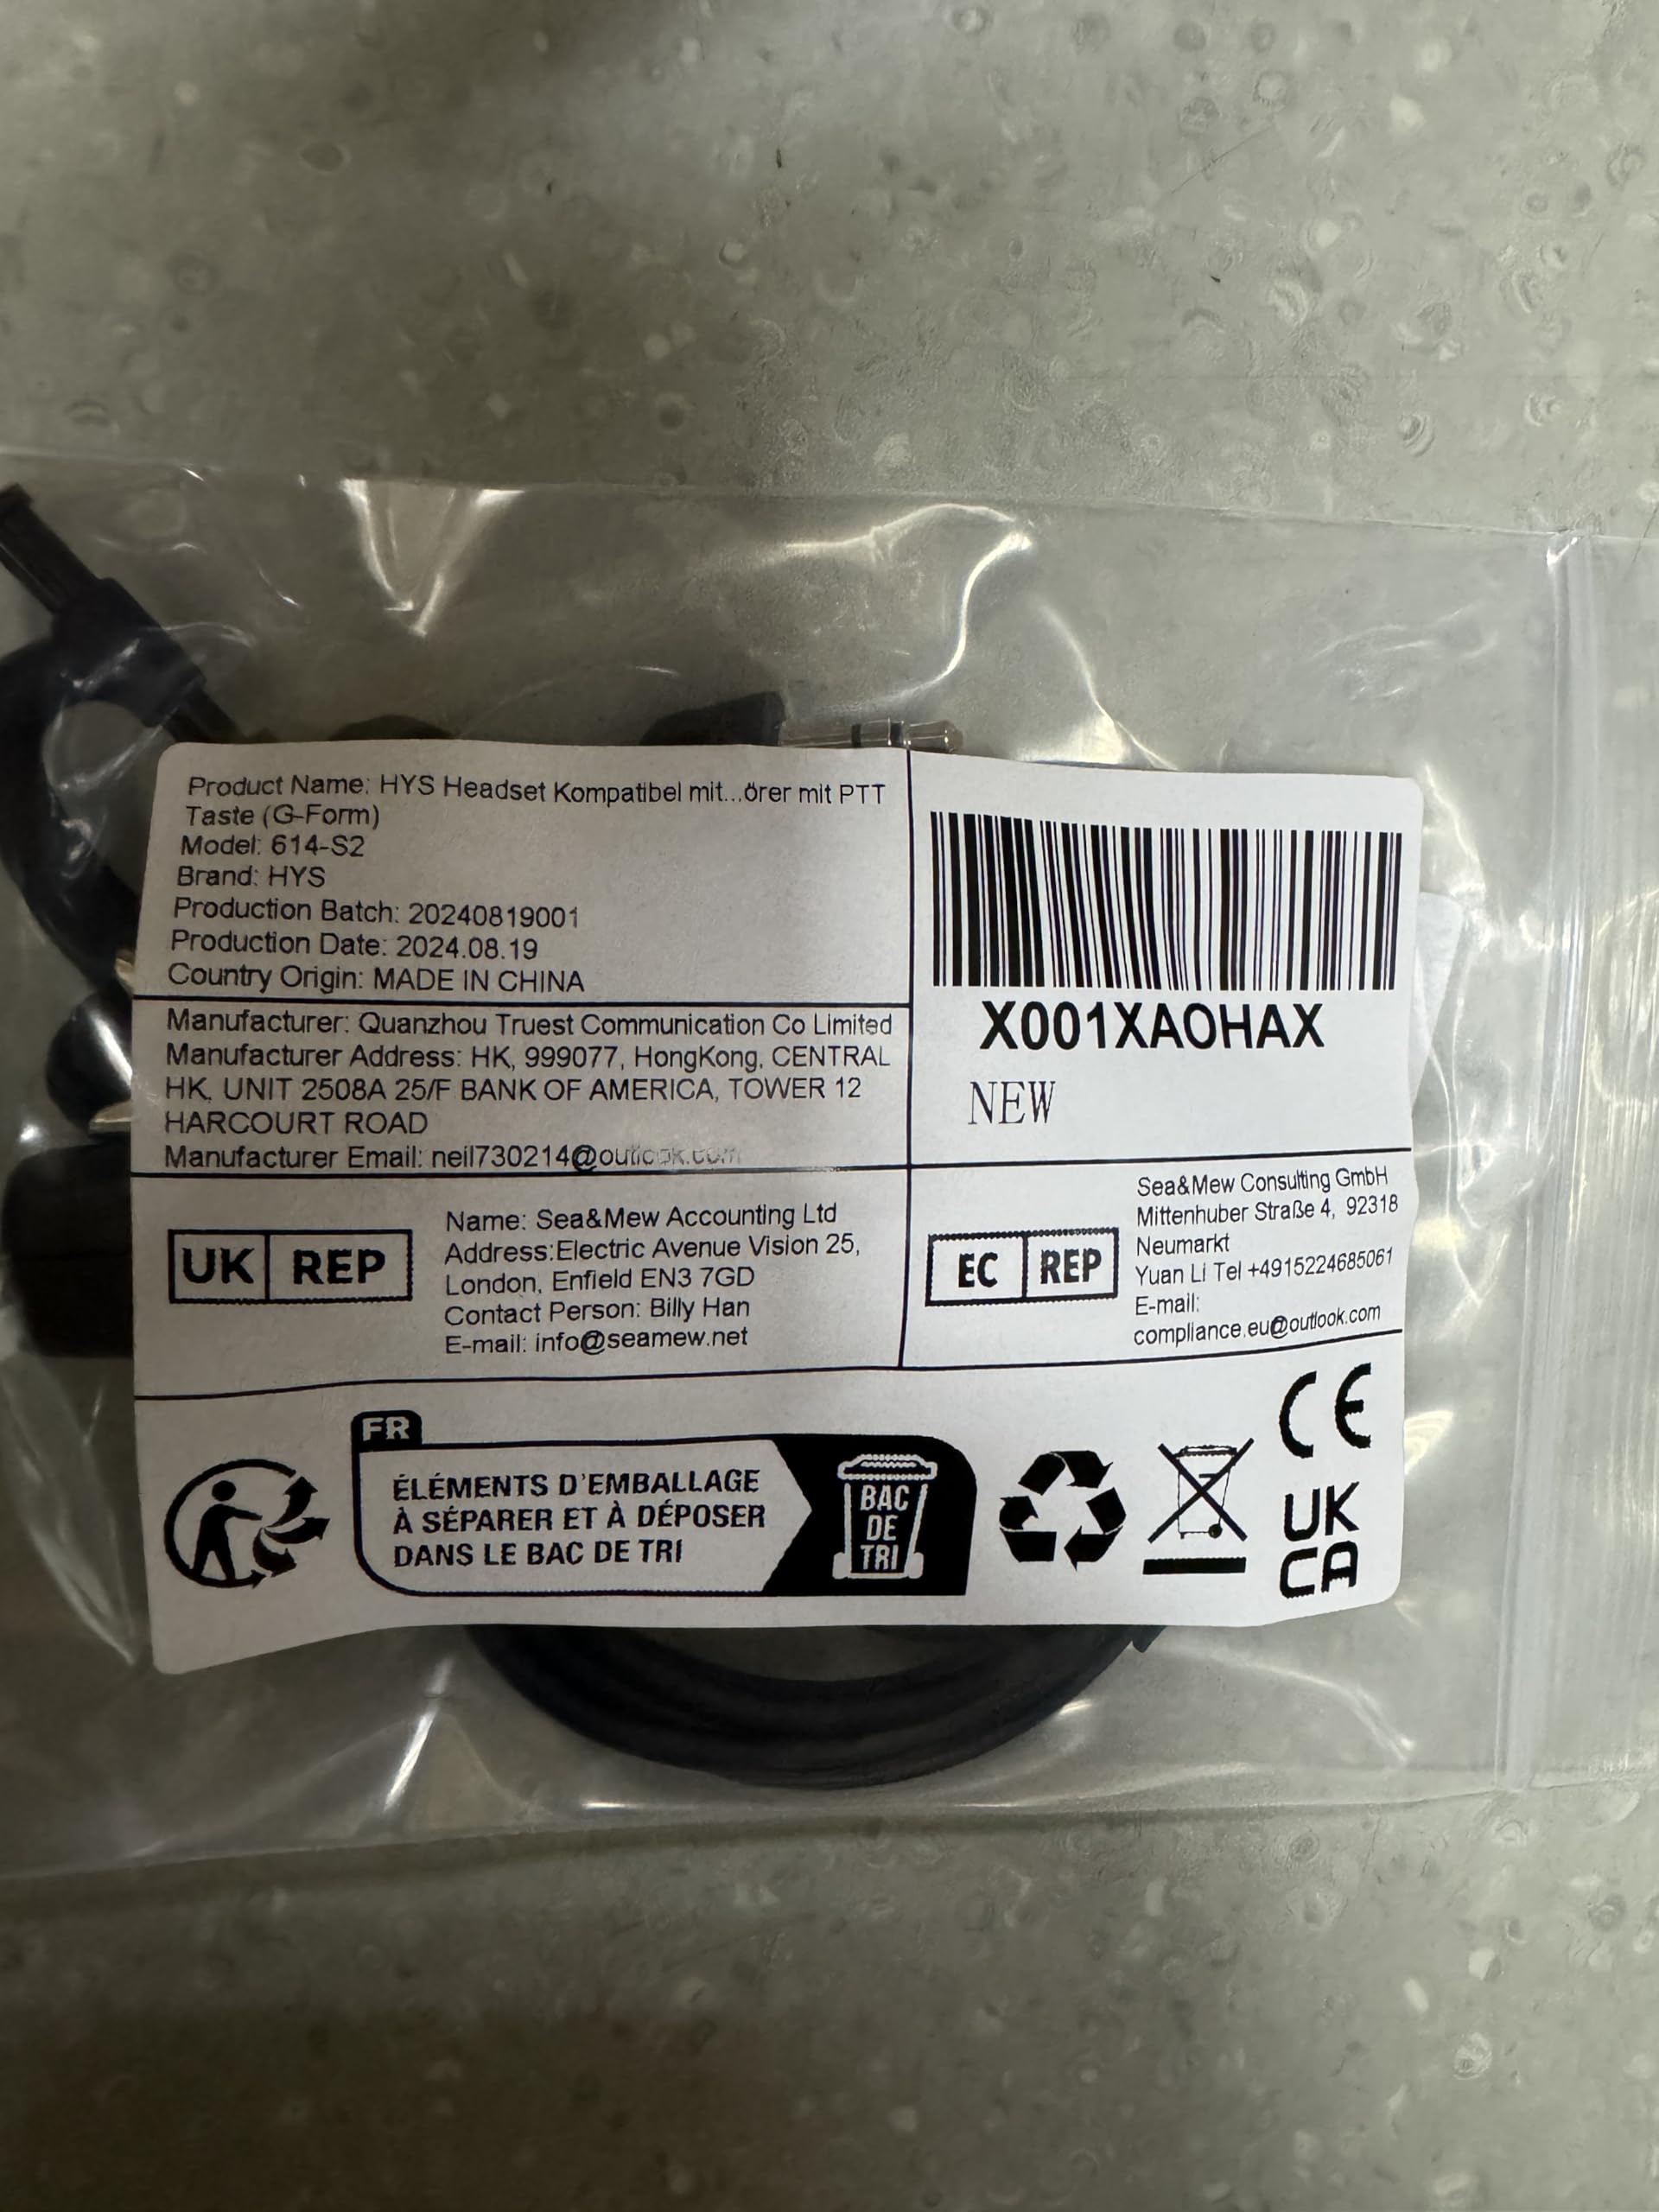 Product Name: HYS Headset Kompatibel mit...örer mit PTT
Taste (G-Form)
Model: 614-S2
Brand: HYS
Production Batch: 20240819001
Production Date: 2024.08.19
Country Origin: MADE IN CHINA
Manufacturer: Quanzhou Truest Communication Co Limited
Manufacturer Address: HK, 999077, HongKong, CENTRAL
HK, UNIT 2508A 25/F BANK OF AMERICA, TOWER 12
HARCOURT ROAD
Manufacturer Email: neil730214@outlook.com
X001XAOHAX
NEW
UK REP
Name: Sea&Mew Accounting Ltd
Address:Electric Avenue Vision 25,
London, Enfield EN3 7GD
Contact Person: Billy Han
E-mail: info@seamew.net
EC REP
Sea&Mew Consulting GmbH
Mittenhuber Straße 4, 92318
Neumarkt
Yuan Li Tel +4915224685061
E-mail:
compliance.eu@outlook.com
FR
ÉLÉMENTS D'EMBALLAGE
À SÉPARER ET À DÉPOSER
DANS LE BAC DE TRI
BAC
DE
TRI
CE
UK
CA